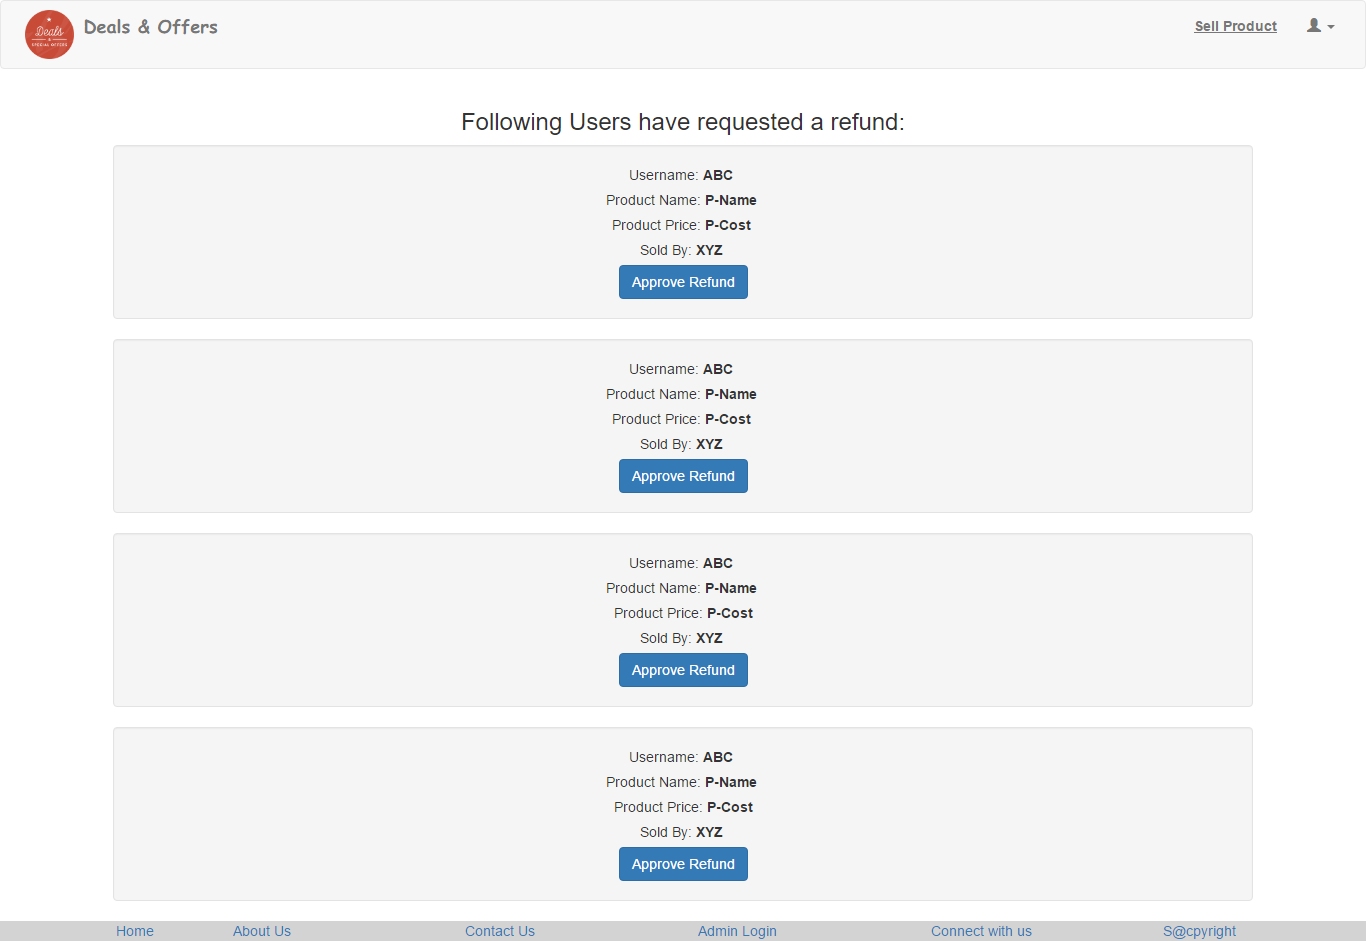 Deals
&
SPECIAL OFFERS
Deals & Offers
Sell Product
Following Users have requested a refund:
Username: ABC
Product Name: P-Name
Product Price: P-Cost
Sold By: XYZ
Approve Refund
Username: ABC
Product Name: P-Name
Product Price: P-Cost
Sold By: XYZ
Approve Refund
Username: ABC
Product Name: P-Name
Product Price: P-Cost
Sold By: XYZ
Approve Refund
Username: ABC
Product Name: P-Name
Product Price: P-Cost
Sold By: XYZ
Approve Refund
Home About Us Contact Us Admin Login Connect with us S@cpyright